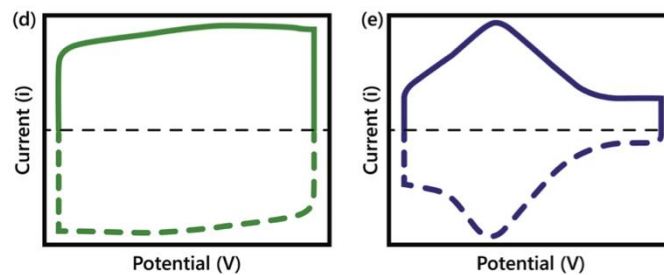 (d)
Current (i)
Potential (V)
(e)
Current (i)
Potential (V)